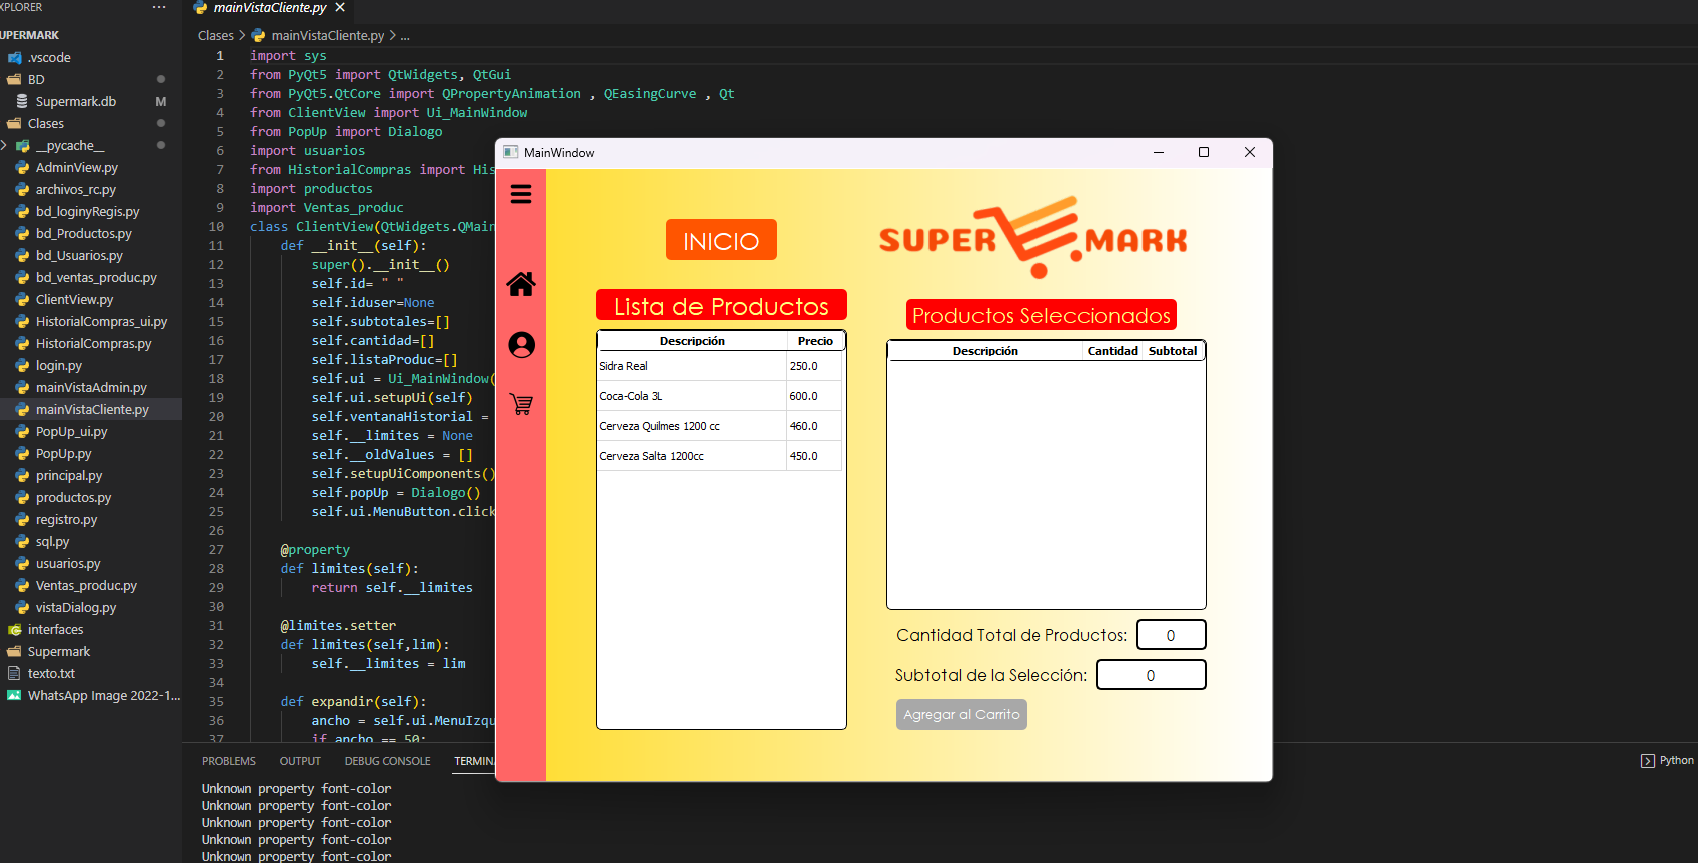 EXPLORER
SUPERMARK
.vscode
BD
Supermark.db M
Clases
__pycache__
AdminView.py
archivos_rc.py
bd_loginyRegis.py
bd_Productos.py
bd_Usuarios.py
bd_ventas_produc.py
ClientView.py
HistorialCompras_ui.py
HistorialCompras.py
login.py
mainVistaAdmin.py
mainVistaCliente.py
PopUp_ui.py
PopUp.py
principal.py
productos.py
registro.py
sql.py
usuarios.py
Ventas_produc.py
vistaDialog.py
interfaces
Supermark
texto.txt
WhatsApp Image 2022-1...
mainVistaCliente.py
Clases > mainVistaCliente.py > ...
1 import sys
2 from PyQt5 import QtWidgets, QtGui
3 from PyQt5.QtCore import QPropertyAnimation , QEasingCurve , Qt
4 from ClientView import Ui_MainWindow
5 from PopUp import Dialogo
6 import usuarios
7 from HistorialCompras import His
8 import productos
9 import Ventas_produc
10 class ClientView(QtWidgets.QMain
11 def __init__(self):
12 super().__init__()
13 self.id= " "
14 self.iduser=None
15 self.subtotales=[]
16 self.cantidad=[]
17 self.listaProduc=[]
18 self.ui = Ui_MainWindow(
19 self.ui.setupUi(self)
20 self.ventanaHistorial =
21 self.__limites = None
22 self.__oldValues = []
23 self.setupUiComponents()
24 self.popUp = Dialogo()
25 self.ui.MenuButton.click
26
27 @property
28 def limites(self):
29 return self.__limites
30
31 @limites.setter
32 def limites(self,lim):
33 self.__limites = lim
34
35 def expandir(self):
36 ancho = self.ui.MenuIzqu
37 if ancho == 50:
MainWindow
INICIO
SUPER MARK
Lista de Productos
Descripción Precio
Sidra Real 250.0
Coca-Cola 3L 600.0
Cerveza Quilmes 1200 cc 460.0
Cerveza Salta 1200cc 450.0
Productos Seleccionados
Descripción Cantidad Subtotal
Cantidad Total de Productos: 0
Subtotal de la Selección: 0
Agregar al Carrito
PROBLEMS OUTPUT DEBUG CONSOLE TERMINA
Python
Unknown property font-color
Unknown property font-color
Unknown property font-color
Unknown property font-color
Unknown property font-color